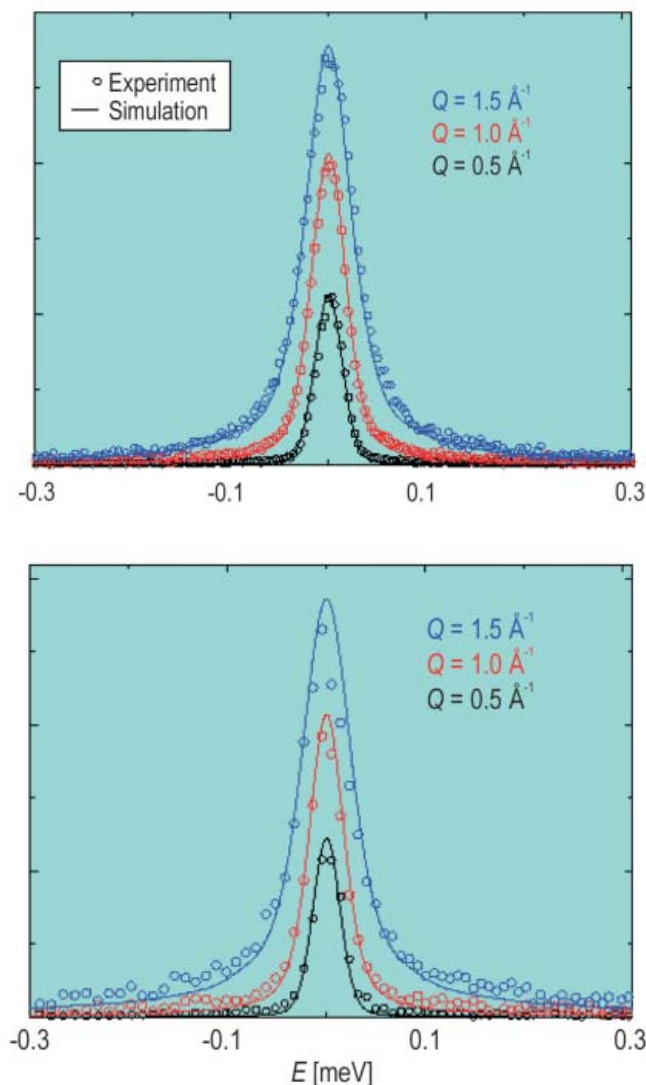 Experiment
Simulation
Q = 1.5 Å⁻¹
Q = 1.0 Å⁻¹
Q = 0.5 Å⁻¹
-0.3 -0.1 0.1 0.3
Q = 1.5 Å⁻¹
Q = 1.0 Å⁻¹
Q = 0.5 Å⁻¹
-0.3 -0.1 0.1 0.3
E [meV]